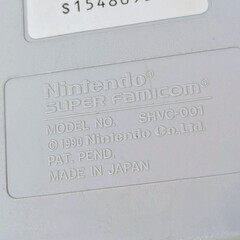 Nintendo®
SUPER FAMICOM®
MODEL NO. SHVC-001
©1990 Nintendo Co.Ltd.
PAT. PEND.
MADE IN JAPAN